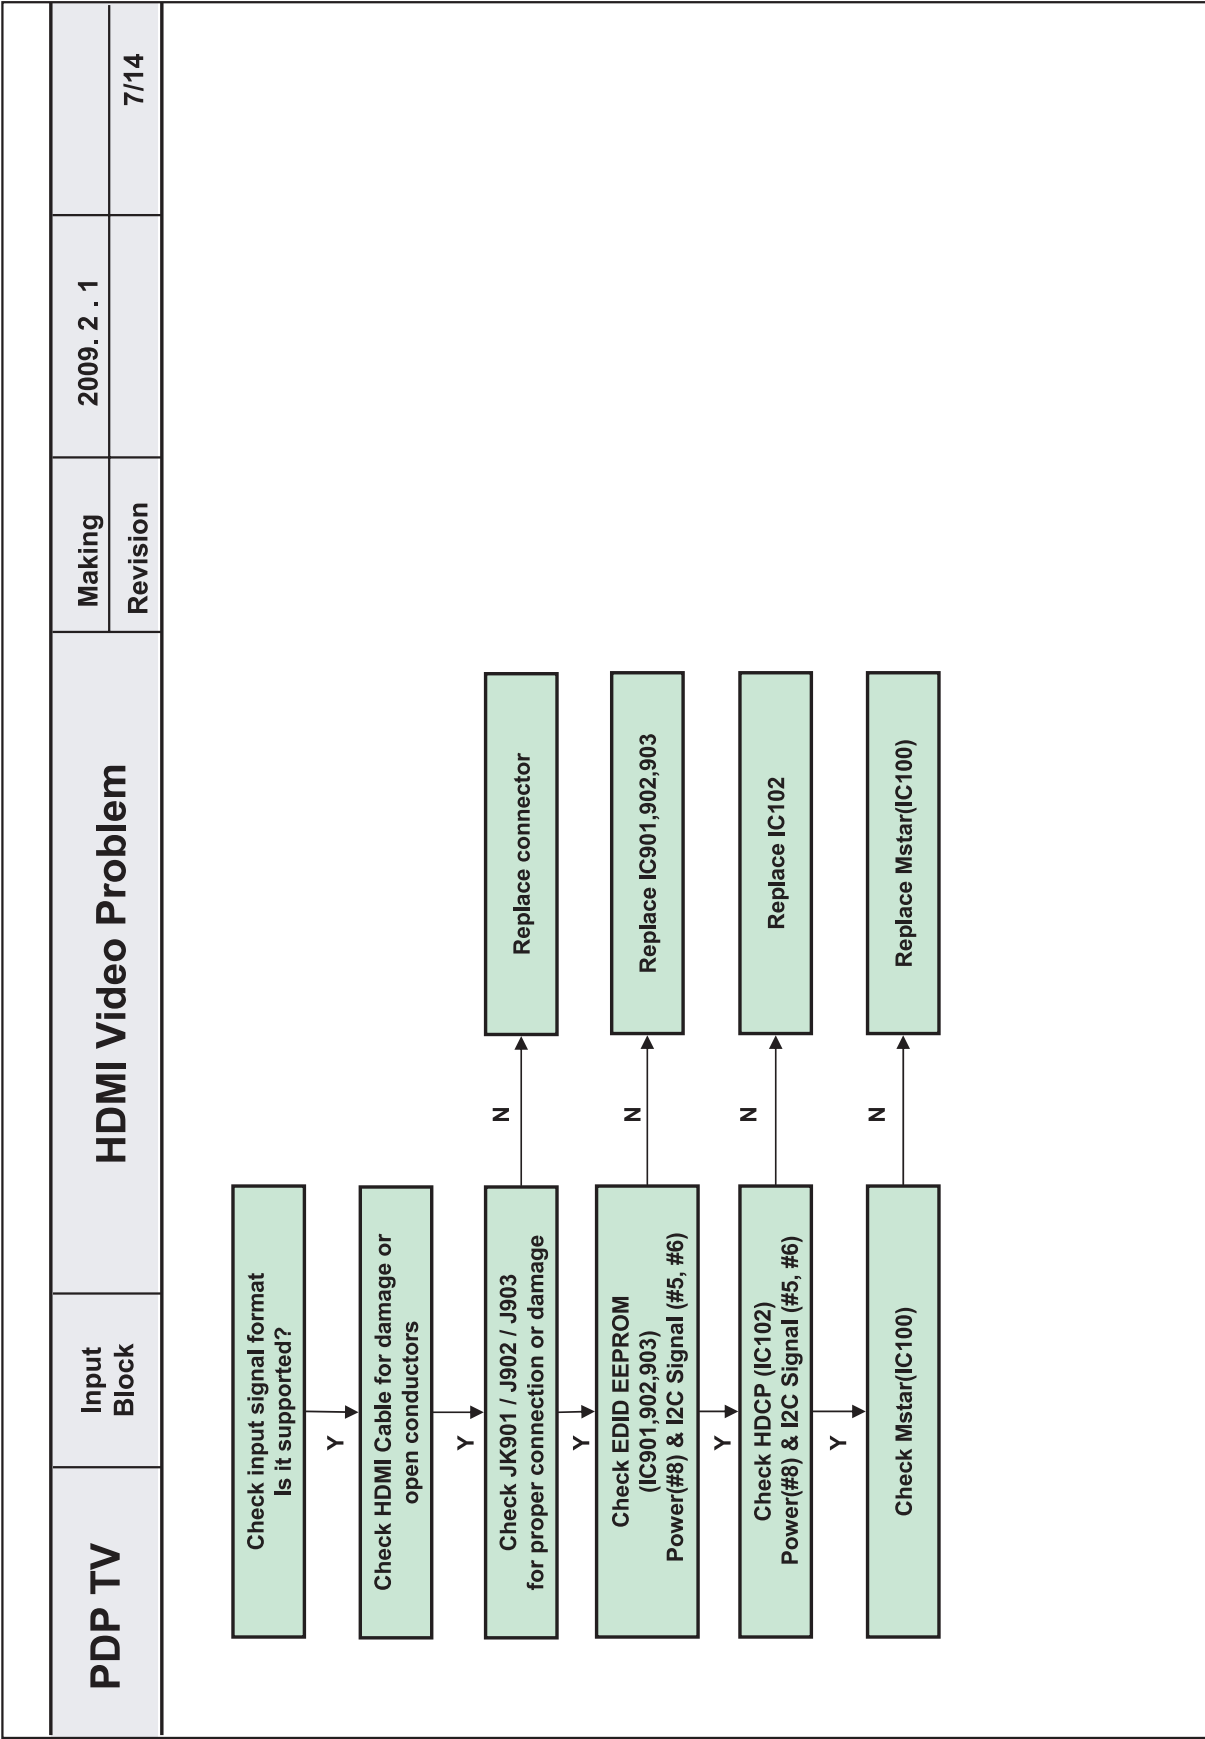 PDP TV
Input
Block
HDMI Video Problem
Making
2009. 2 . 1
Revision
7/14
Check input signal format
Is it supported?
Y
Check HDMI Cable for damage or
open conductors
Y
Check JK901 / J902 / J903
for proper connection or damage
N
Replace connector
Y
Check EDID EEPROM
(IC901,902,903)
Power(#8) & I2C Signal (#5, #6)
N
Replace IC901,902,903
Y
Check HDCP (IC102)
Power(#8) & I2C Signal (#5, #6)
N
Replace IC102
Y
Check Mstar(IC100)
N
Replace Mstar(IC100)